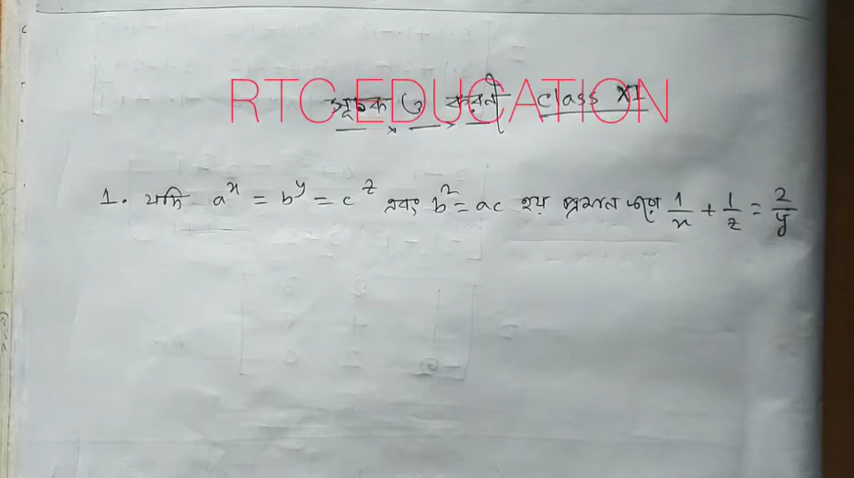 RTC EDUCATION
সূচক ও করণী Class XI
1. যদি a^x = b^y = c^z এবং b^2 = ac হয় প্রমাণ করো 1/x + 1/z = 2/y